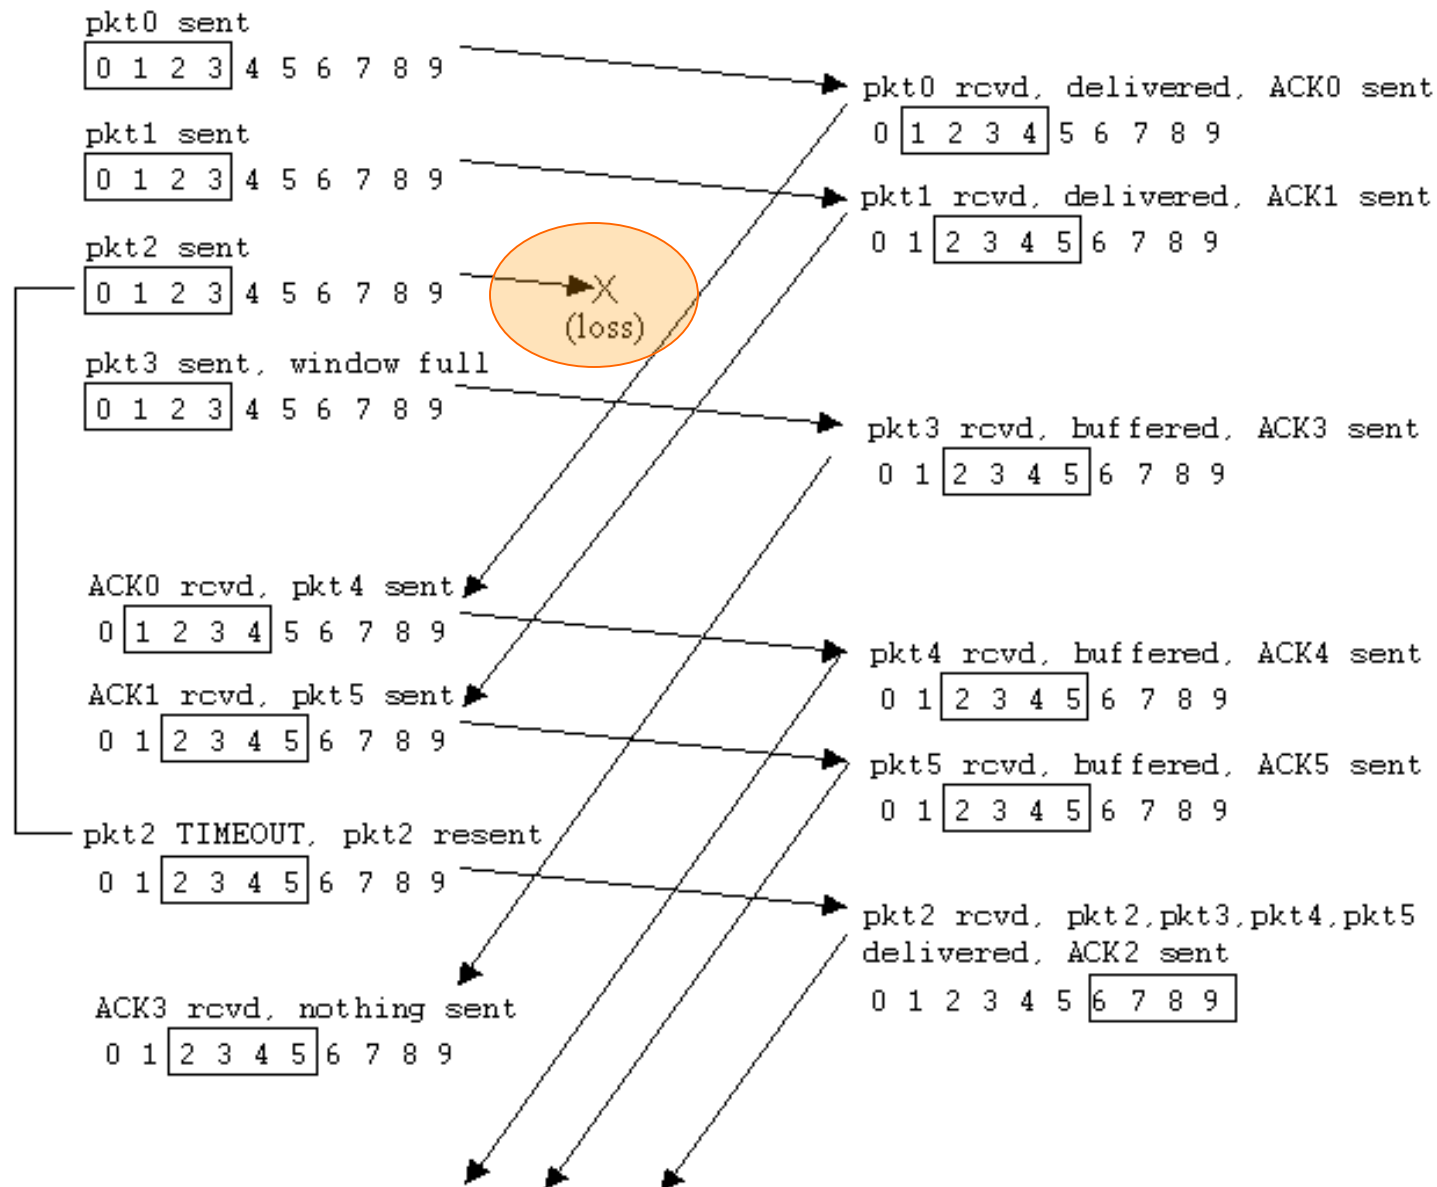 pkt0 sent
0 1 2 3 4 5 6 7 8 9
pkt1 sent
0 1 2 3 4 5 6 7 8 9
pkt2 sent
0 1 2 3 4 5 6 7 8 9
pkt3 sent, window full
0 1 2 3 4 5 6 7 8 9
ACK0 rcvd, pkt4 sent
0 1 2 3 4 5 6 7 8 9
ACK1 rcvd, pkt5 sent
0 1 2 3 4 5 6 7 8 9
pkt2 TIMEOUT, pkt2 resent
0 1 2 3 4 5 6 7 8 9
ACK3 rcvd, nothing sent
0 1 2 3 4 5 6 7 8 9
X
(loss)
pkt0 rcvd, delivered, ACK0 sent
0 1 2 3 4 5 6 7 8 9
pkt1 rcvd, delivered, ACK1 sent
0 1 2 3 4 5 6 7 8 9
pkt3 rcvd, buffered, ACK3 sent
0 1 2 3 4 5 6 7 8 9
pkt4 rcvd, buffered, ACK4 sent
0 1 2 3 4 5 6 7 8 9
pkt5 rcvd, buffered, ACK5 sent
0 1 2 3 4 5 6 7 8 9
pkt2 rcvd, pkt2,pkt3,pkt4,pkt5
delivered, ACK2 sent
0 1 2 3 4 5 6 7 8 9